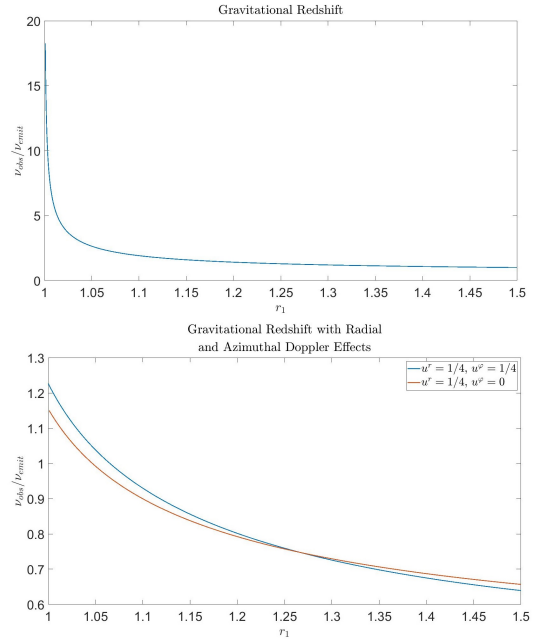 Gravitational Redshift
20
15
10
5
0
ν_obs/ν_emit
1 1.05 1.1 1.15 1.2 1.25 1.3 1.35 1.4 1.45 1.5
r_1
Gravitational Redshift with Radial
and Azimuthal Doppler Effects
1.3
1.2
1.1
1
0.9
0.8
0.7
0.6
ν_obs/ν_emit
u^r = 1/4, u^φ = 1/4
u^r = 1/4, u^φ = 0
1 1.05 1.1 1.15 1.2 1.25 1.3 1.35 1.4 1.45 1.5
r_1